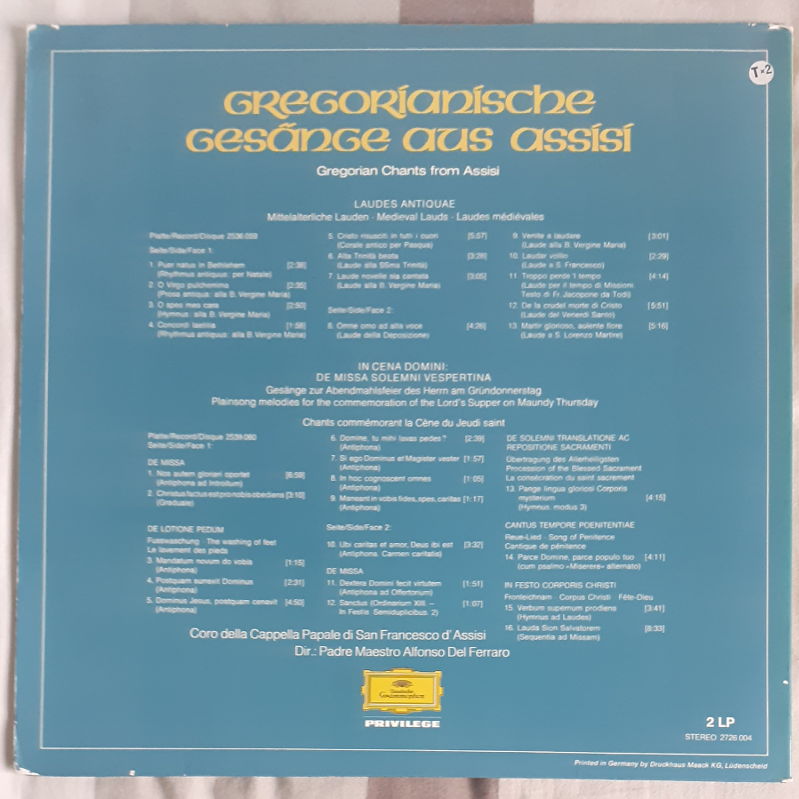 T×2
Gregorianische
Gesänge aus Assisi
Gregorian Chants from Assisi
LAUDES ANTIQUAE
Mittelalterliche Lauden · Medieval Lauds · Laudes médiévales
Platte/Record/Disque 2536 059
Seite/Side/Face 1:
1. Puer natus in Bethlehem [2:36]
(Rhythmus antiquus: per Natale)
2. O Virgo pulcherrima [2:35]
(Prosa antiqua: alla B. Vergine Maria)
3. O spes mea cara [2:50]
(Hymnus: alla B. Vergine Maria)
4. Concordi laetitia [1:58]
(Rhythmus antiquus: alla B. Vergine Maria)
5. Cristo risusciti in tutti i cuori [5:57]
(Corale antico per Pasqua)
6. Alta Trinità beata [3:28]
(Laude alla SSma Trinità)
7. Laude novelle sia cantata [3:05]
(Laude alla B. Vergine Maria)
Seite/Side/Face 2:
8. Omne omo ad alta voce [4:26]
(Laude della Deposizione)
9. Venite a laudare [3:01]
(Laude alla B. Vergine Maria)
10. Laudar vollio [2:29]
(Laude a S. Francesco)
11. Troppo perde 'l tempo [4:14]
(Laude per il tempo di Missioni
Testo di Fr. Jacopone da Todi)
12. De la crudel morte di Cristo [5:51]
(Laude del Venerdi Santo)
13. Martir glorioso, aulente fiore [5:16]
(Laude a S. Lorenzo Martire)
IN CENA DOMINI:
DE MISSA SOLEMNI VESPERTINA
Gesänge zur Abendmahlsfeier des Herrn am Gründonnerstag
Plainsong melodies for the commemoration of the Lord's Supper on Maundy Thursday
Chants commémorant la Cène du Jeudi saint
Platte/Record/Disque 2539 060
Seite/Side/Face 1:
DE MISSA
1. Nos autem gloriari oportet [6:59]
(Antiphona ad Introitum)
2. Christus factus est pro nobis obediens [3:10]
(Graduale)
DE LOTIONE PEDUM
Fusswaschung · The washing of feet
Le lavement des pieds
3. Mandatum novum do vobis [1:15]
(Antiphona)
4. Postquam surrexit Dominus [2:31]
(Antiphona)
5. Dominus Jesus, postquam cenavit [4:50]
(Antiphona)
6. Domine, tu mihi lavas pedes? [2:39]
(Antiphona)
7. Si ego Dominus et Magister vester [1:57]
(Antiphona)
8. In hoc cognoscent omnes [1:05]
(Antiphona)
9. Maneant in vobis fides, spes, caritas [1:17]
(Antiphona)
Seite/Side/Face 2:
10. Ubi caritas et amor, Deus ibi est [3:32]
(Antiphona. Carmen caritatis)
DE MISSA
11. Dextera Domini fecit virtutem [1:51]
(Antiphona ad Offertorium)
12. Sanctus (Ordinarium XIII. – [1:07]
In Festis Semiduplicibus. 2)
DE SOLEMNI TRANSLATIONE AC
REPOSITIONE SACRAMENTI
Übertragung des Allerheiligsten
Procession of the Blessed Sacrament
La consécration du saint sacrement
13. Pange lingua gloriosi Corporis
mysterium [4:15]
(Hymnus. modus 3)
CANTUS TEMPORE POENITENTIAE
Reue-Lied · Song of Penitence
Cantique de pénitence
14. Parce Domine, parce populo tuo [4:11]
(cum psalmo »Miserere« alternato)
IN FESTO CORPORIS CHRISTI
Fronleichnam · Corpus Christi · Fête-Dieu
15. Verbum supernum prodiens [3:41]
(Hymnus ad Laudes)
16. Lauda Sion Salvatorem [8:33]
(Sequentia ad Missam)
Coro della Cappella Papale di San Francesco d'Assisi
Dir.: Padre Maestro Alfonso Del Ferraro
Deutsche
Grammophon
PRIVILEGE
2 LP
STEREO 2726 004
Printed in Germany by Druckhaus Maack KG, Lüdenscheid